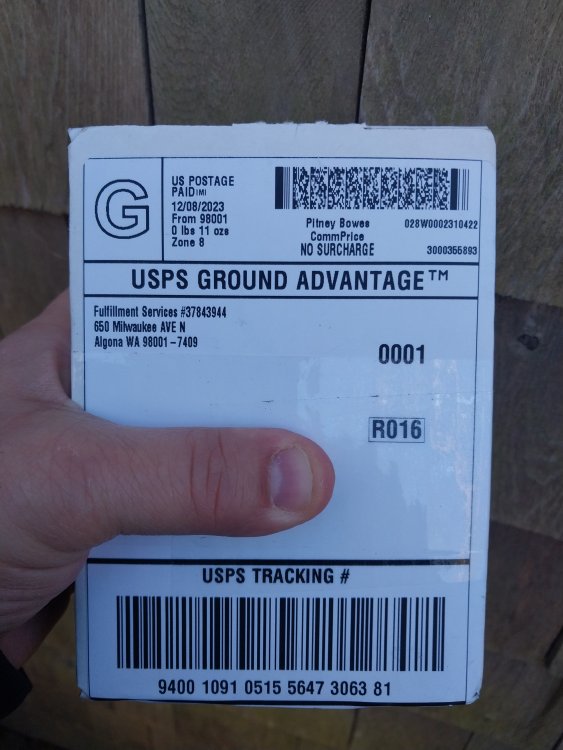 G
US POSTAGE
PAID IMI
12/08/2023
From 98001
0 lbs 11 ozs
Zone 8
Pitney Bowes
CommPrice
NO SURCHARGE
028W0002310422
3000355893
USPS GROUND ADVANTAGE™
Fulfillment Services #37843944
650 Milwaukee AVE N
Algona WA 98001-7409
0001
R016
USPS TRACKING #
9400 1091 0515 5647 3063 81